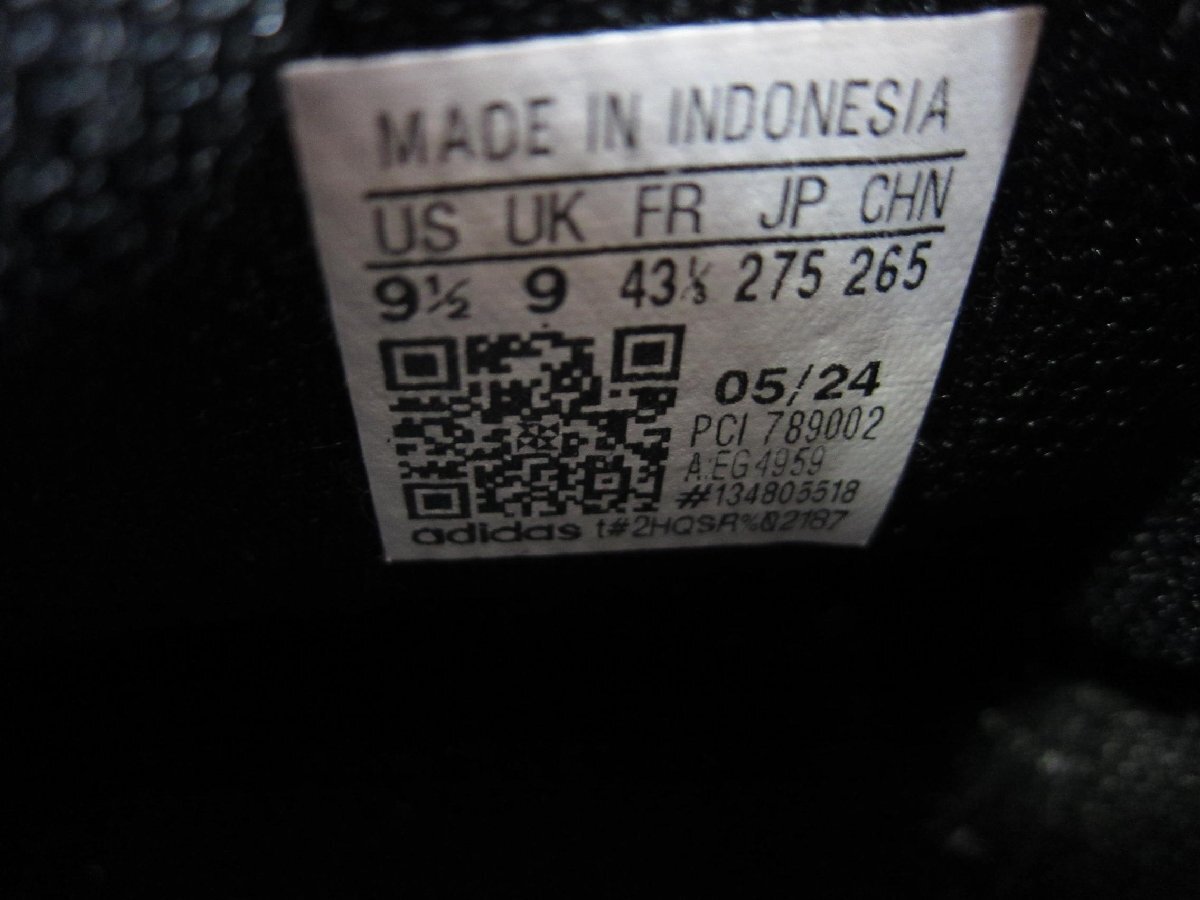 MADE IN INDONESIA
US UK FR JP CHN
9½ 9 43⅓ 275 265
05/24
PCI 789002
A:EG4959
#134805518
adidas t#2HQSR%02187